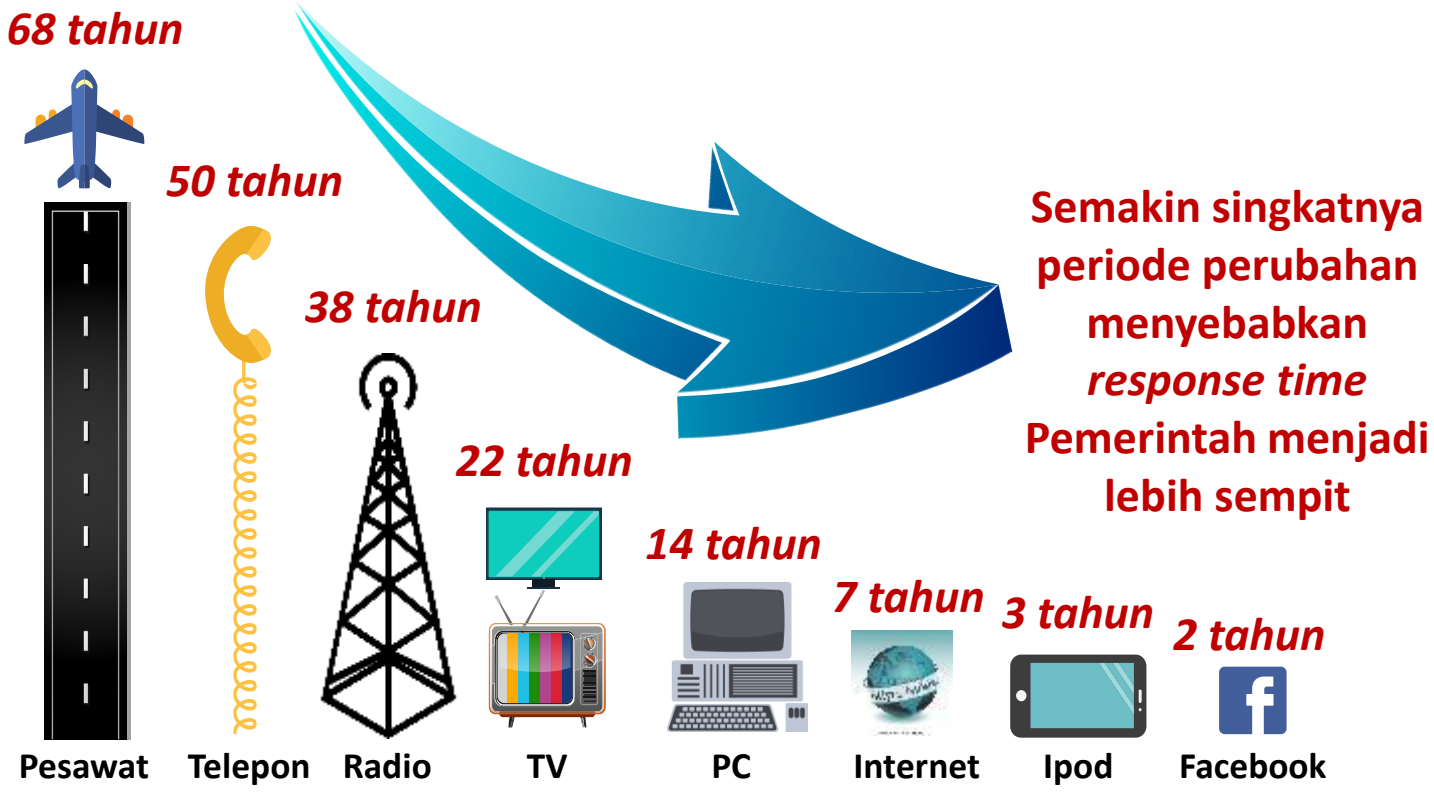 68 tahun
50 tahun
38 tahun
22 tahun
14 tahun
7 tahun
3 tahun
2 tahun
Semakin singkatnya
periode perubahan
menyebabkan
response time
Pemerintah menjadi
lebih sempit
Pesawat
Telepon
Radio
TV
PC
Internet
Ipod
Facebook